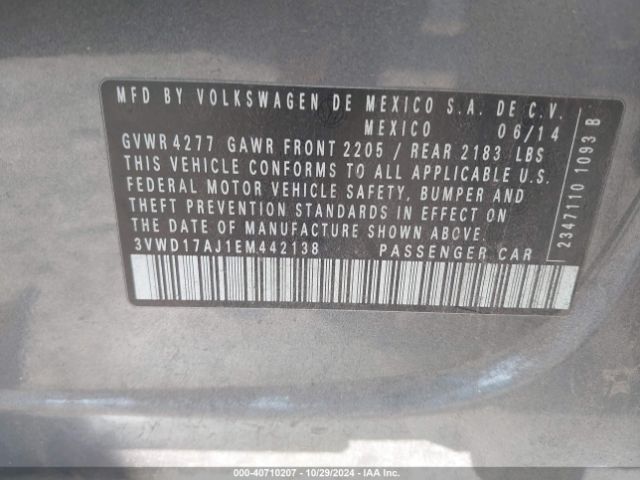 MFD BY VOLKSWAGEN DE MEXICO S.A. DE C.V.
MEXICO 06/14
GVWR 4277 GAWR FRONT 2205 / REAR 2183 LBS
THIS VEHICLE CONFORMS TO ALL APPLICABLE U.S.
FEDERAL MOTOR VEHICLE SAFETY, BUMPER AND
THEFT PREVENTION STANDARDS IN EFFECT ON
THE DATE OF MANUFACTURE SHOWN ABOVE.
3VWD17AJ1EM442138 PASSENGER CAR
2347110 1093 B
000-40710207 - 10/29/2024 - IAA Inc.